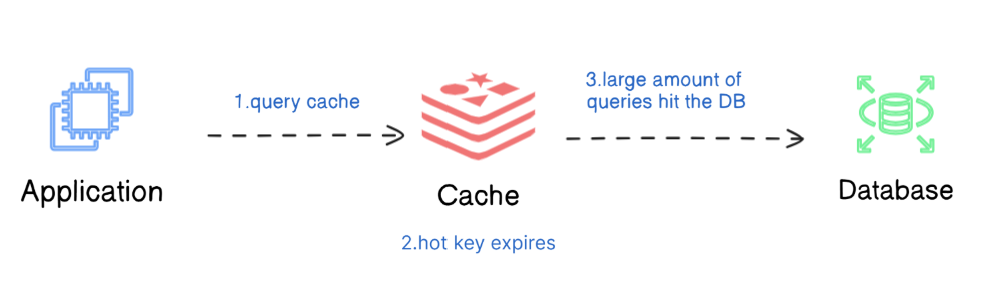 1.query cache
3.large amount of
queries hit the DB
Application
Cache
Database
2.hot key expires